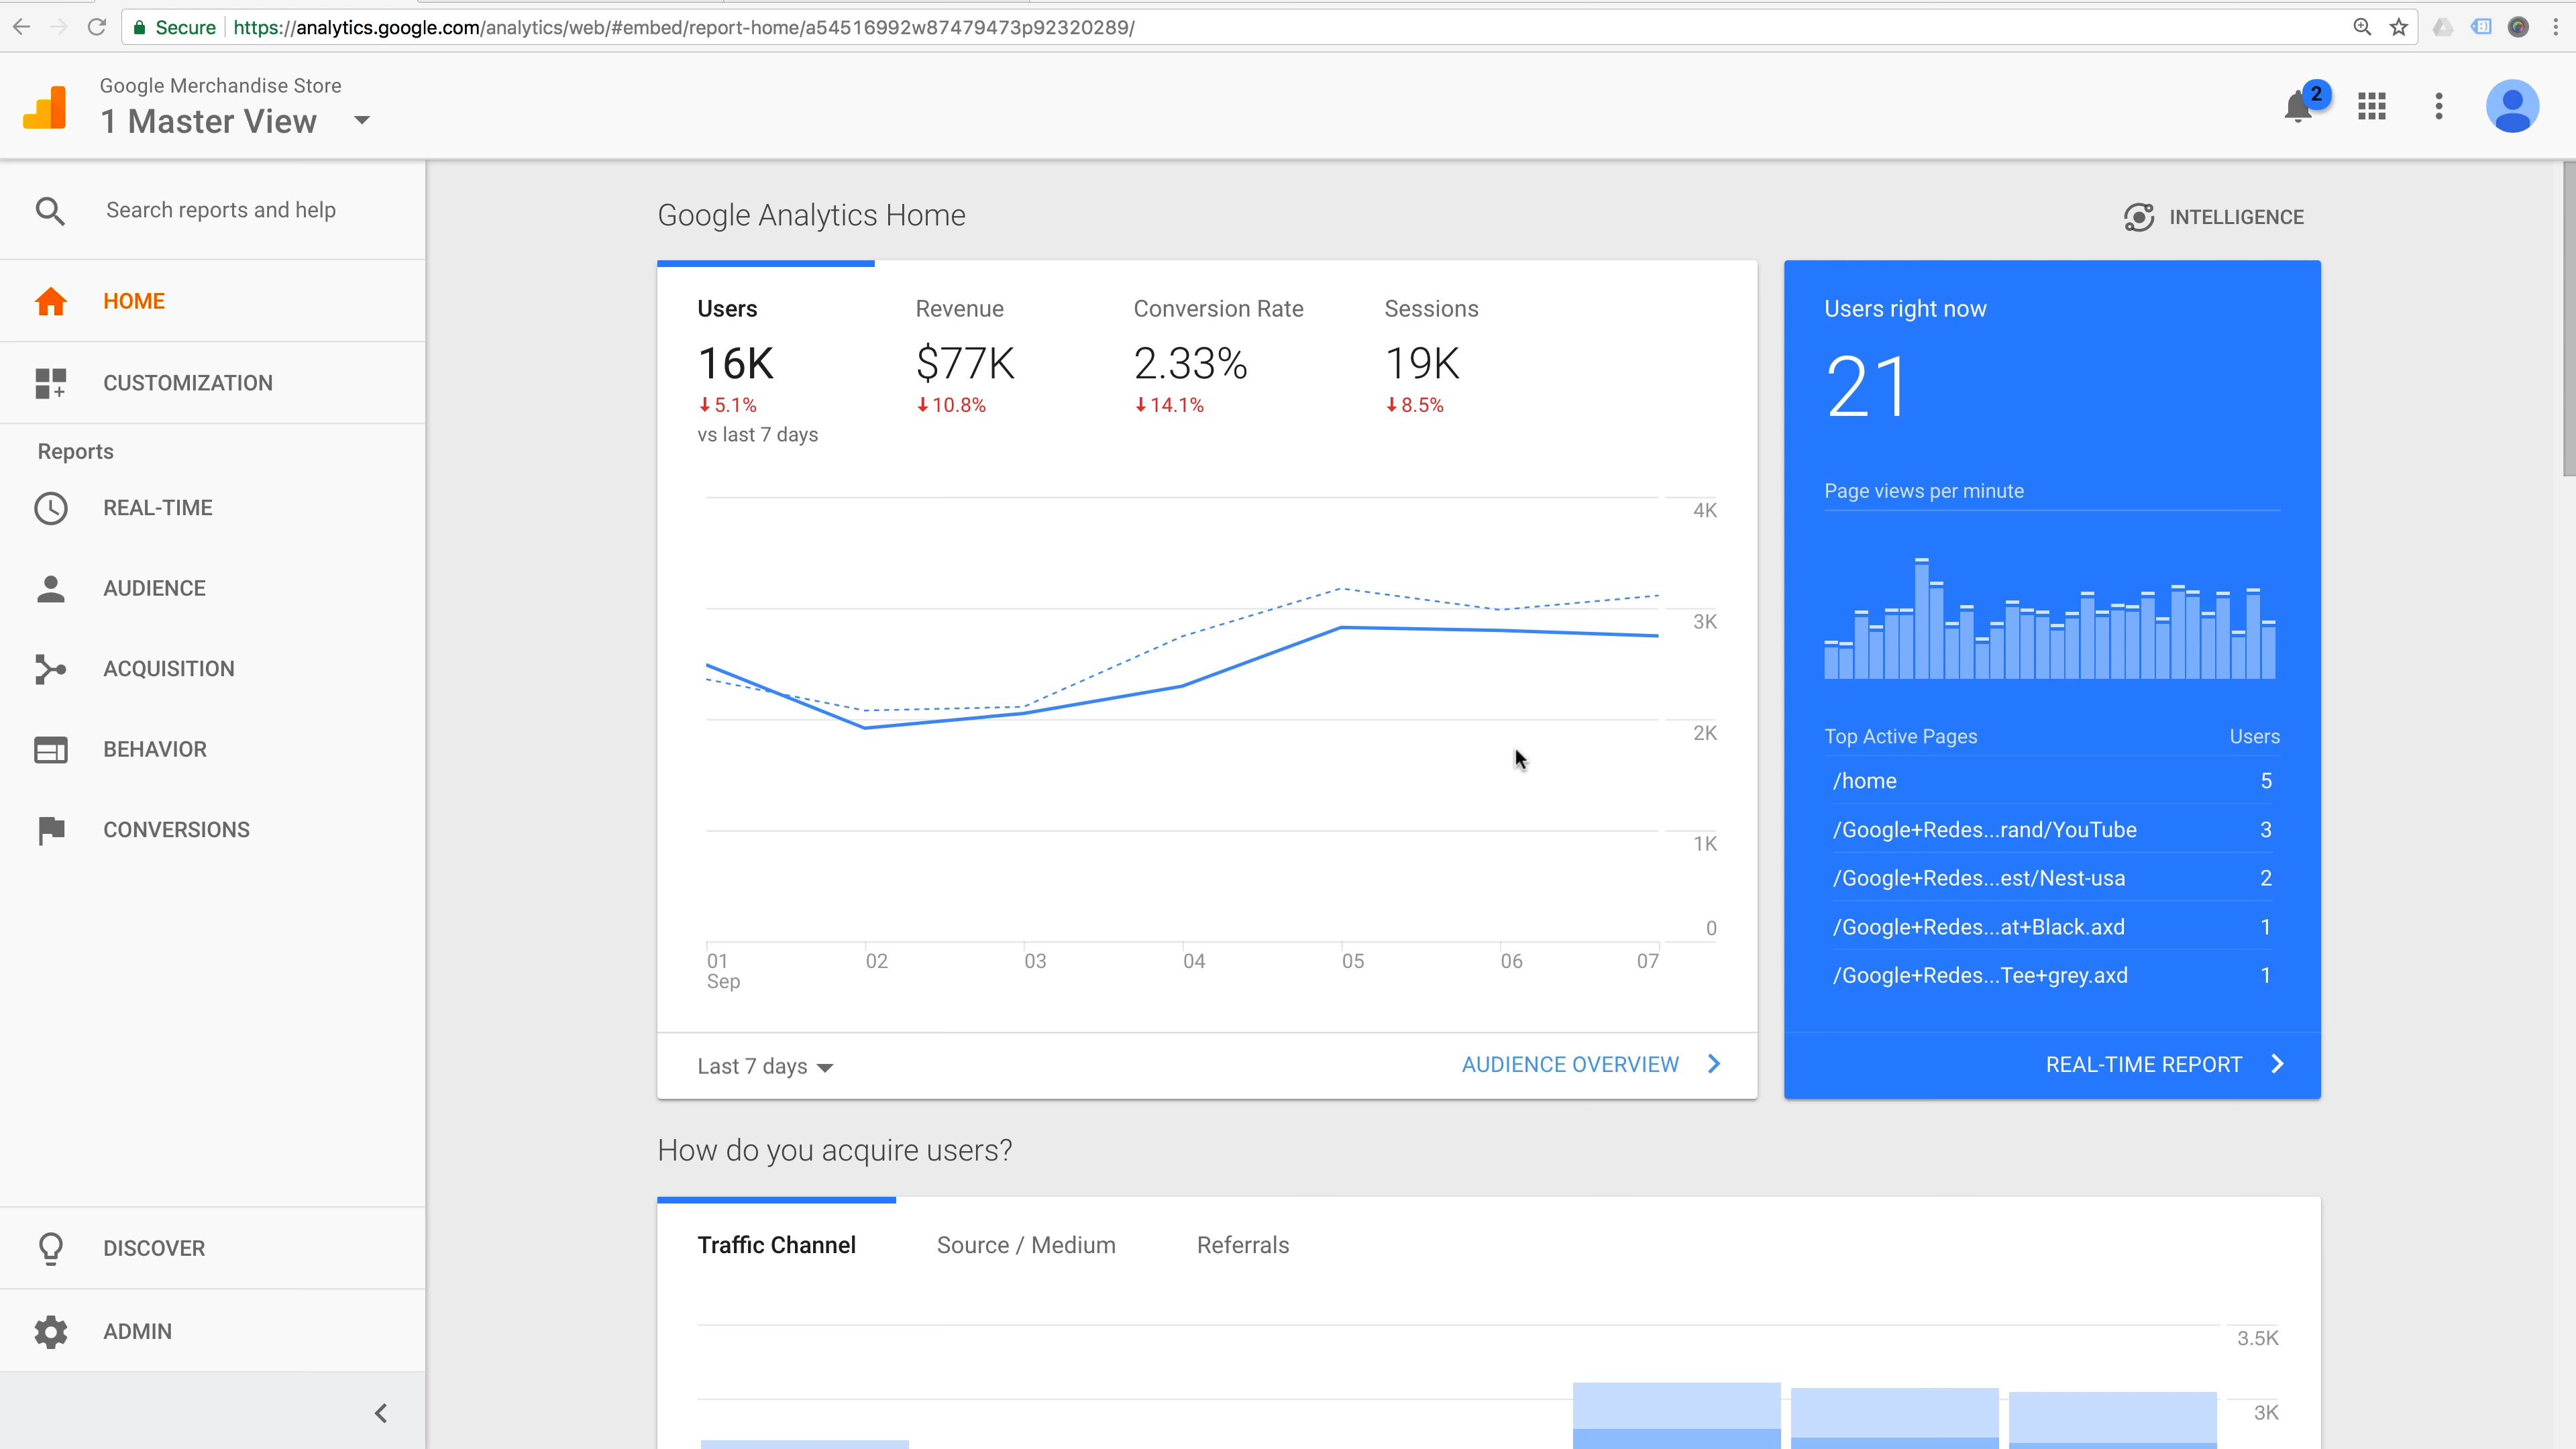 Secure https://analytics.google.com/analytics/web/#embed/report-home/a54516992w87479473p92320289/
Google Merchandise Store
1 Master View
2
Search reports and help
HOME
CUSTOMIZATION
Reports
REAL-TIME
AUDIENCE
ACQUISITION
BEHAVIOR
CONVERSIONS
DISCOVER
ADMIN
Google Analytics Home
INTELLIGENCE
Users Revenue Conversion Rate Sessions
16K $77K 2.33% 19K
5.1% 10.8% 14.1% 8.5%
vs last 7 days
4K
3K
2K
1K
0
01 02 03 04 05 06 07
Sep
Last 7 days AUDIENCE OVERVIEW
Users right now
21
Page views per minute
Top Active Pages Users
/home 5
/Google+Redes...rand/YouTube 3
/Google+Redes...est/Nest-usa 2
/Google+Redes...at+Black.axd 1
/Google+Redes...Tee+grey.axd 1
REAL-TIME REPORT
How do you acquire users?
Traffic Channel Source / Medium Referrals
3.5K
3K